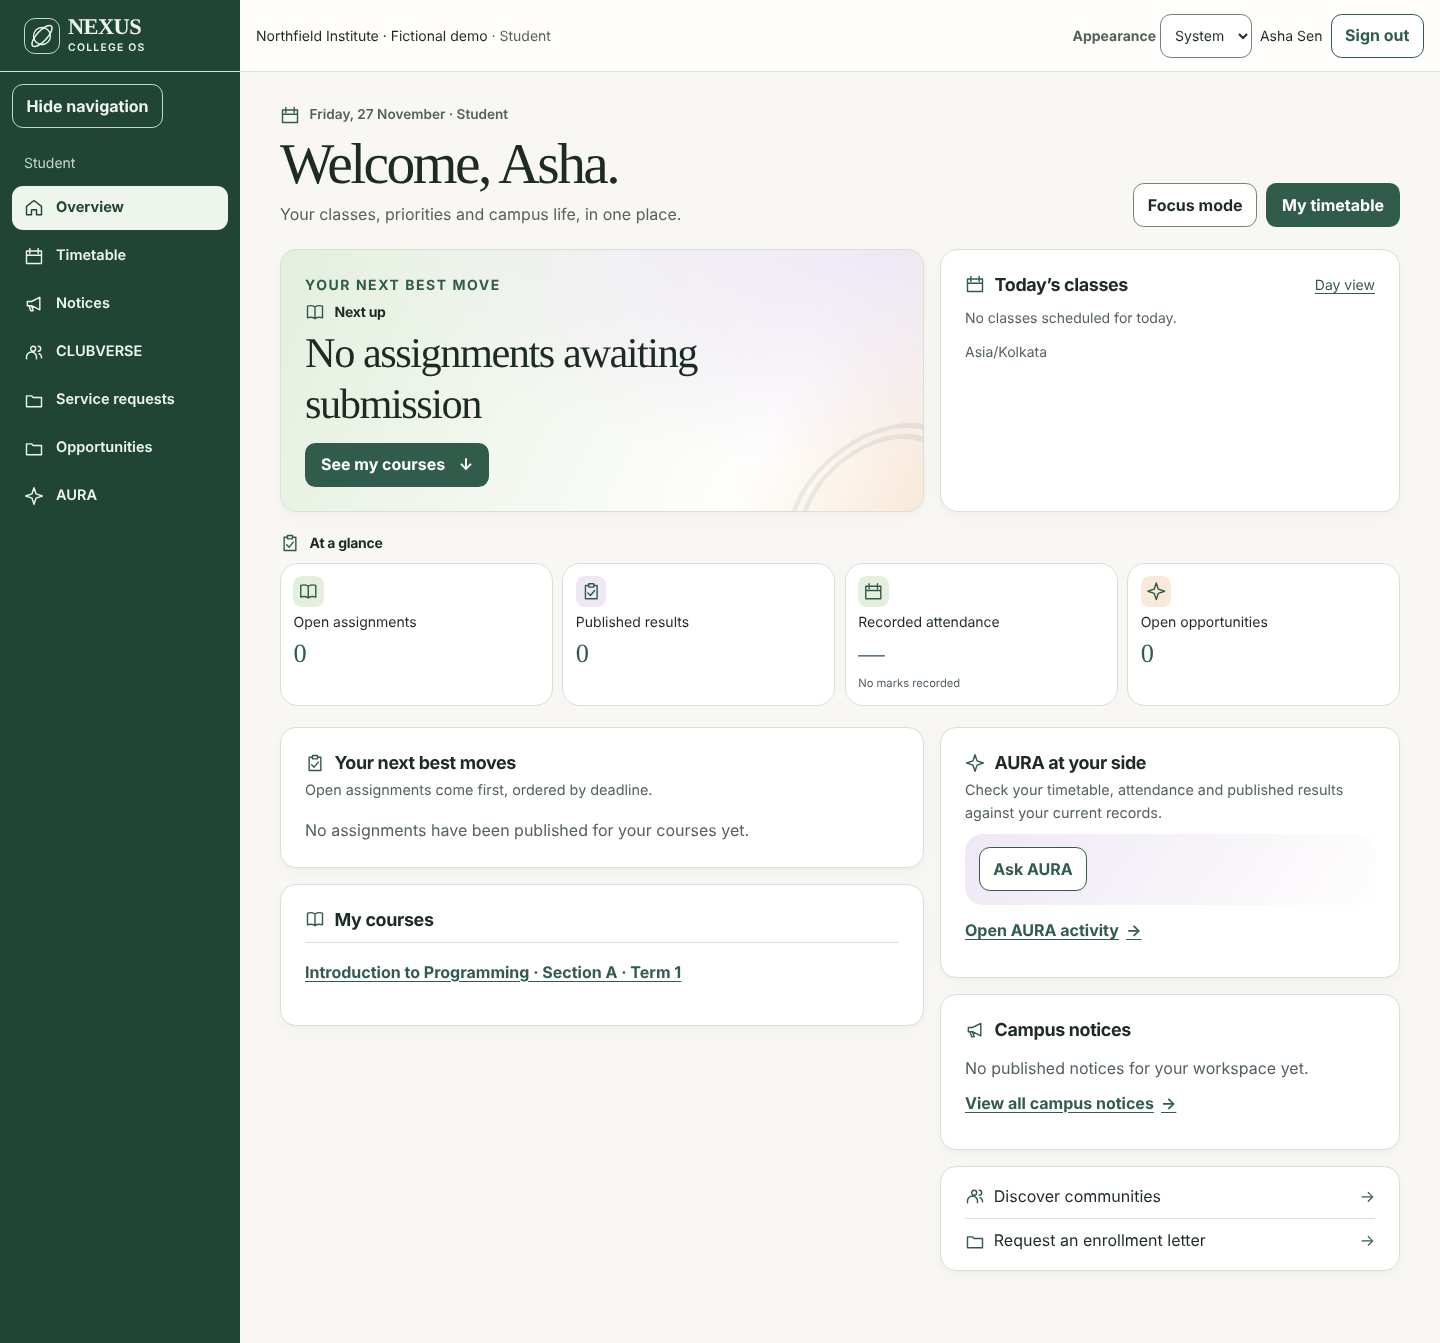 NEXUS
COLLEGE OS
Northfield Institute · Fictional demo · Student
Appearance System Asha Sen Sign out
Hide navigation
Student
Overview
Timetable
Notices
CLUBVERSE
Service requests
Opportunities
AURA
Friday, 27 November · Student
Welcome, Asha.
Your classes, priorities and campus life, in one place.
Focus mode My timetable
YOUR NEXT BEST MOVE
Next up
No assignments awaiting
submission
See my courses ↓
Today’s classes Day view
No classes scheduled for today.
Asia/Kolkata
At a glance
Open assignments
0
Published results
0
Recorded attendance
—
No marks recorded
Open opportunities
0
Your next best moves
Open assignments come first, ordered by deadline.
No assignments have been published for your courses yet.
My courses
Introduction to Programming · Section A · Term 1
AURA at your side
Check your timetable, attendance and published results
against your current records.
Ask AURA
Open AURA activity →
Campus notices
No published notices for your workspace yet.
View all campus notices →
Discover communities →
Request an enrollment letter →